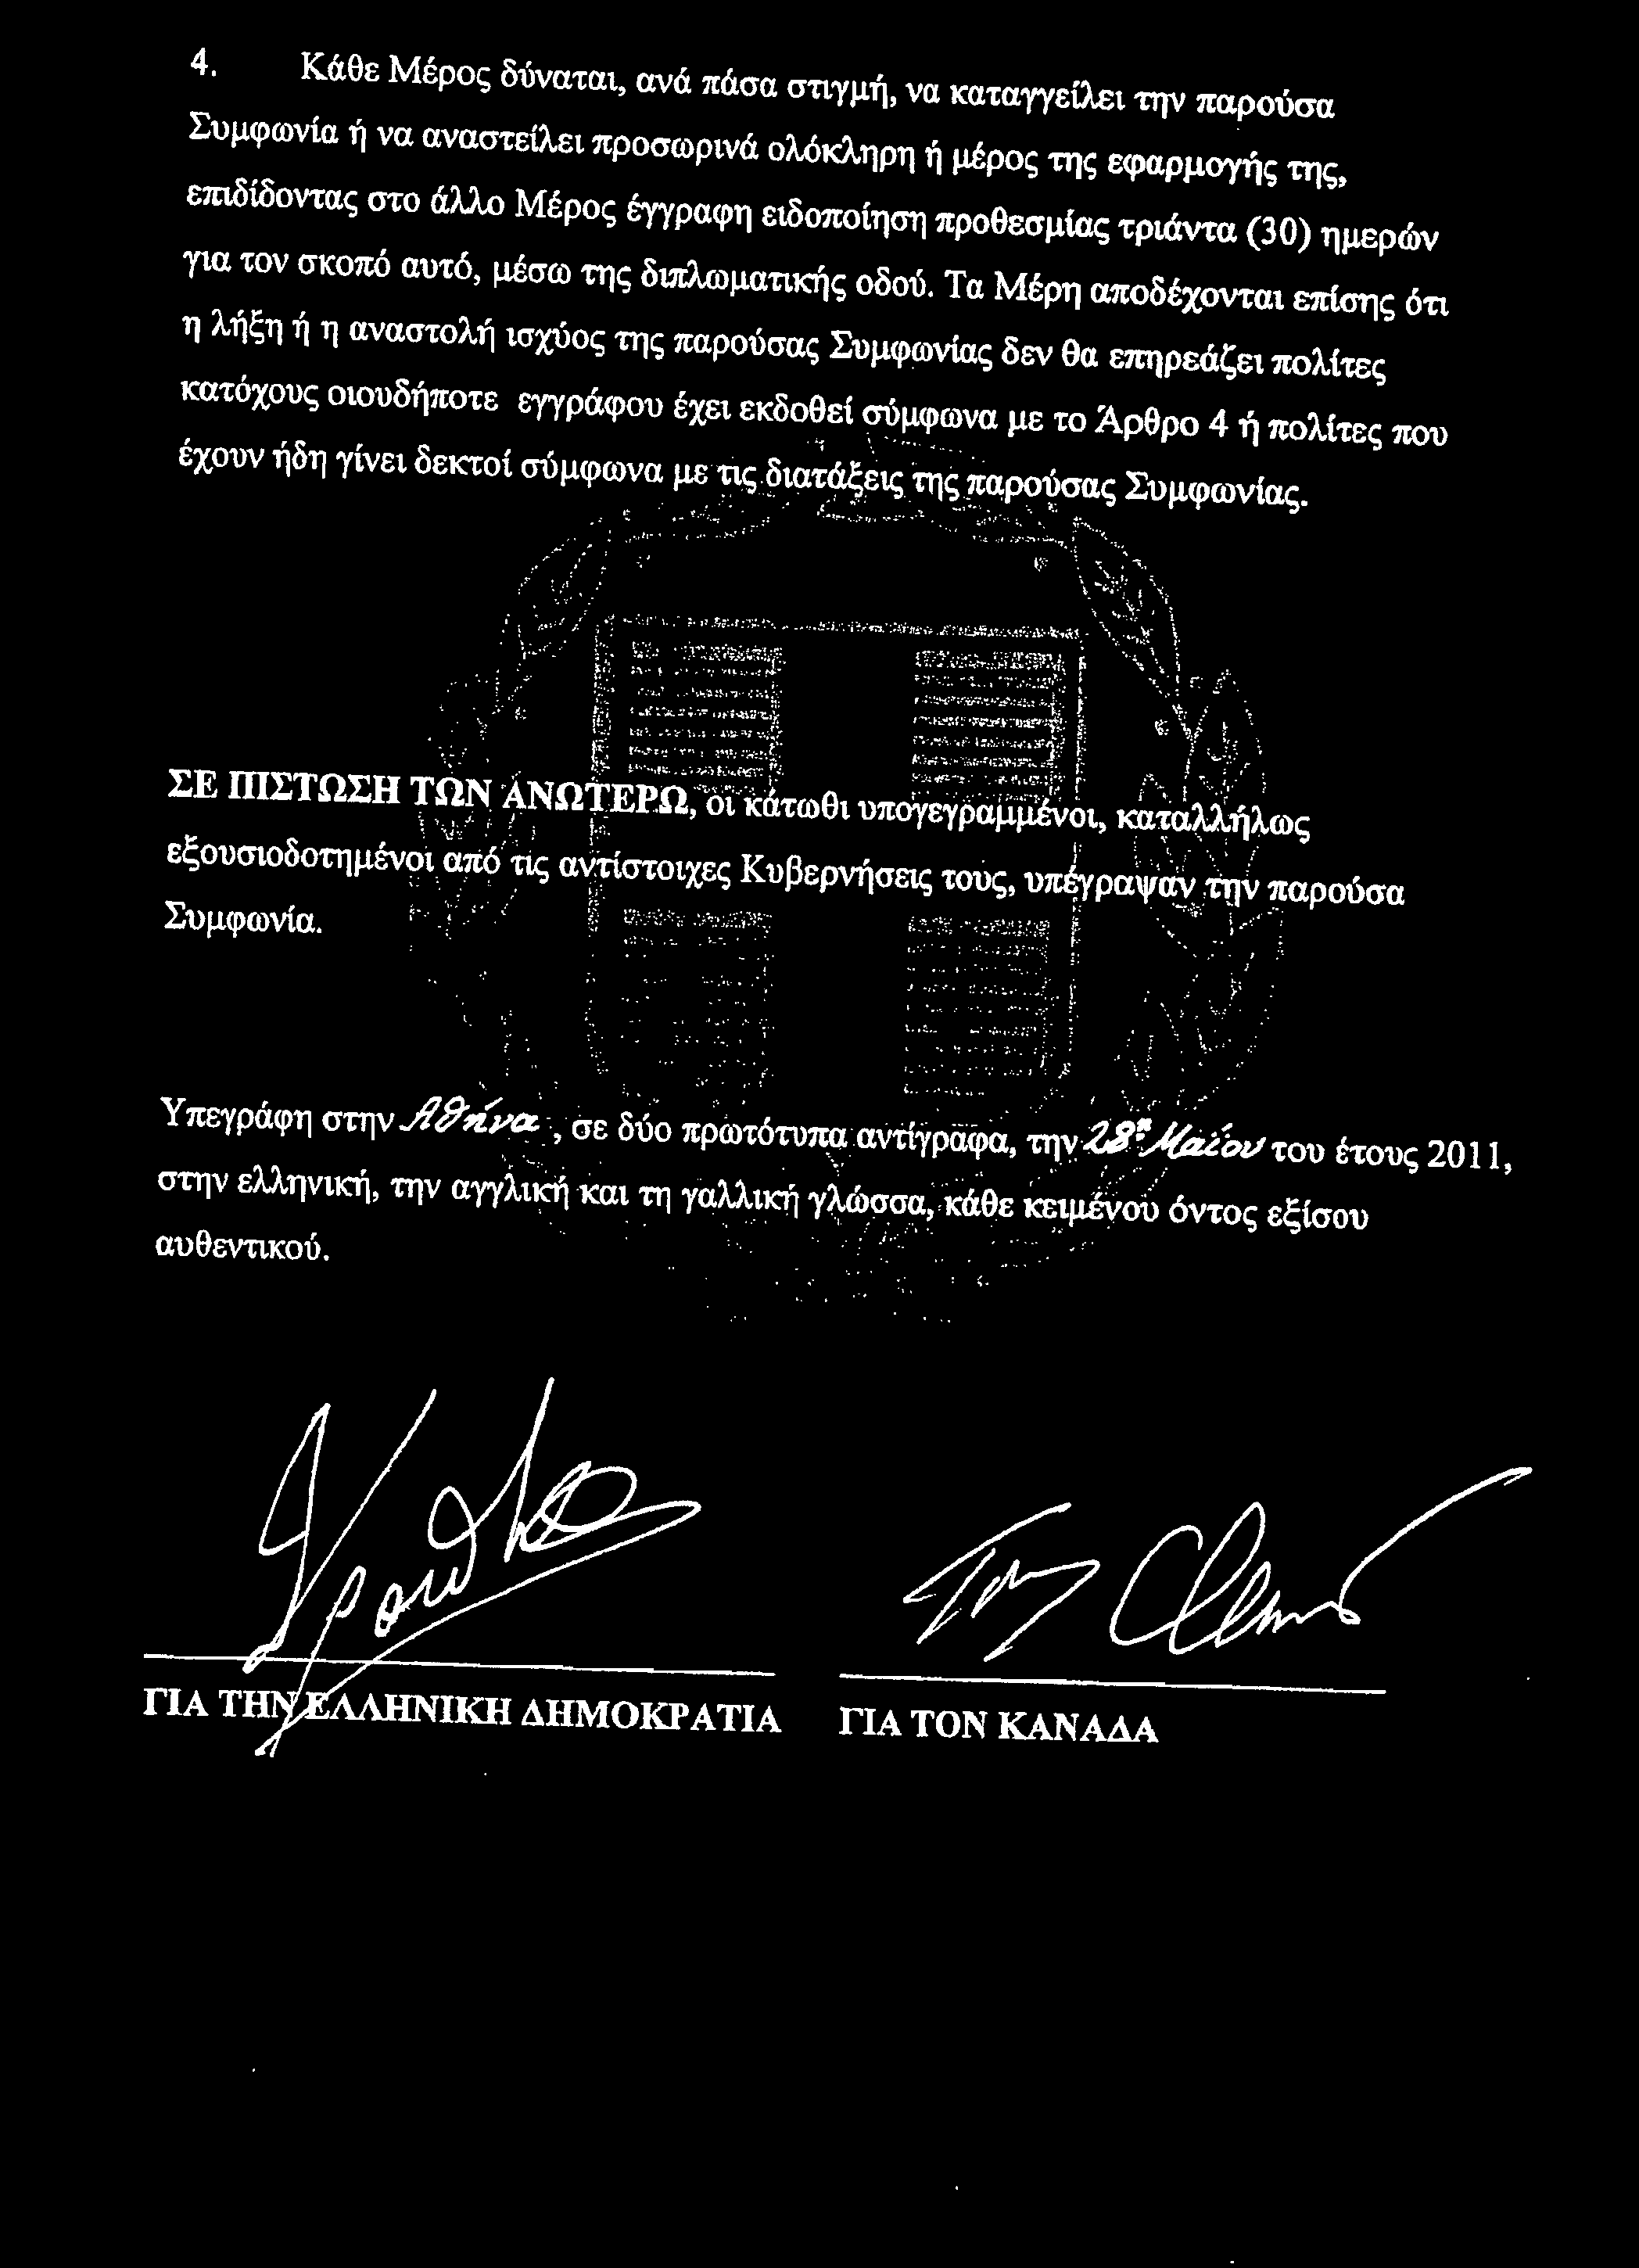 4. Κάθε Μέρος δύναται, ανά πάσα στιγμή, να καταγγείλει την παρούσα
Συμφωνία ή να αναστείλει προσωρινά ολόκληρη ή μέρος της εφαρμογής της,
επιδίδοντας στο άλλο Μέρος έγγραφη ειδοποίηση προθεσμίας τριάντα (30) ημερών
για τον σκοπό αυτό, μέσω της διπλωματικής οδού. Τα Μέρη αποδέχονται επίσης ότι
η λήξη ή η αναστολή ισχύος της παρούσας Συμφωνίας δεν θα επηρεάζει πολίτες
κατόχους οιουδήποτε εγγράφου έχει εκδοθεί σύμφωνα με το Άρθρο 4 ή πολίτες που
έχουν ήδη γίνει δεκτοί σύμφωνα με τις διατάξεις της παρούσας Συμφωνίας.
ΣΕ ΠΙΣΤΩΣΗ ΤΩΝ ΑΝΩΤΕΡΩ, οι κάτωθι υπογεγραμμένοι, καταλλήλως
εξουσιοδοτημένοι από τις αντίστοιχες Κυβερνήσεις τους, υπέγραψαν την παρούσα
Συμφωνία.
Υπεγράφη στην Αθήνα, σε δύο πρωτότυπα αντίγραφα, την 28η Μαΐου του έτους 2011,
στην ελληνική, την αγγλική και τη γαλλική γλώσσα, κάθε κειμένου όντος εξίσου
αυθεντικού.
ΓΙΑ ΤΗΝ ΕΛΛΗΝΙΚΗ ΔΗΜΟΚΡΑΤΙΑ ΓΙΑ ΤΟΝ ΚΑΝΑΔΑ